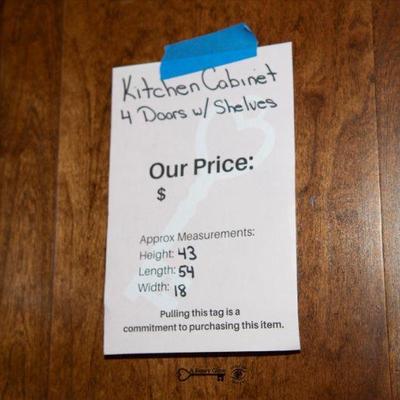 Kitchen Cabinet
4 Doors w/ Shelves
Our Price:
$
Approx Measurements:
Height: 43
Length: 54
Width: 18
Pulling this tag is a
commitment to purchasing this item.